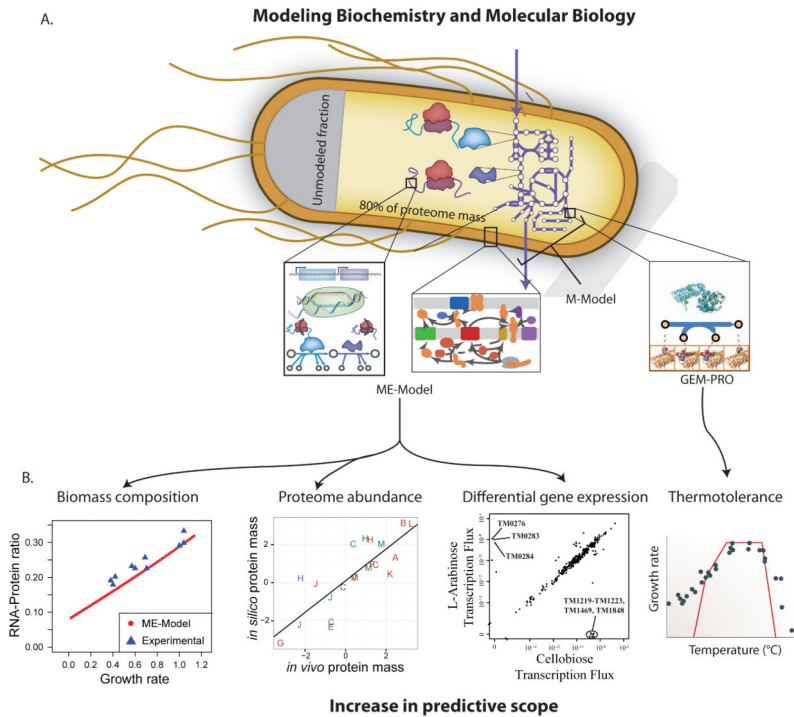 Modeling Biochemistry and Molecular Biology
A.
Unmodeled fraction
80% of proteome mass
M-Model
ME-Model
GEM-PRO
B.
Biomass composition
RNA-Protein ratio
0.30
0.20
0.10
0.00
ME-Model
Experimental
0.0 0.2 0.4 0.6 0.8 1.0 1.2
Growth rate
Proteome abundance
in silico protein mass
2
0
-2
B L
H H
C M
A
C
M K
H
J
H
C
J
J
C
E
G
-2 0 2
in vivo protein mass
Differential gene expression
L-Arabinose
Transcription Flux
TM0276
TM0283
TM0284
TM1219-TM1223,
TM1469, TM1848
Cellobiose
Transcription Flux
Thermotolerance
Growth rate
Temperature (°C)
Increase in predictive scope